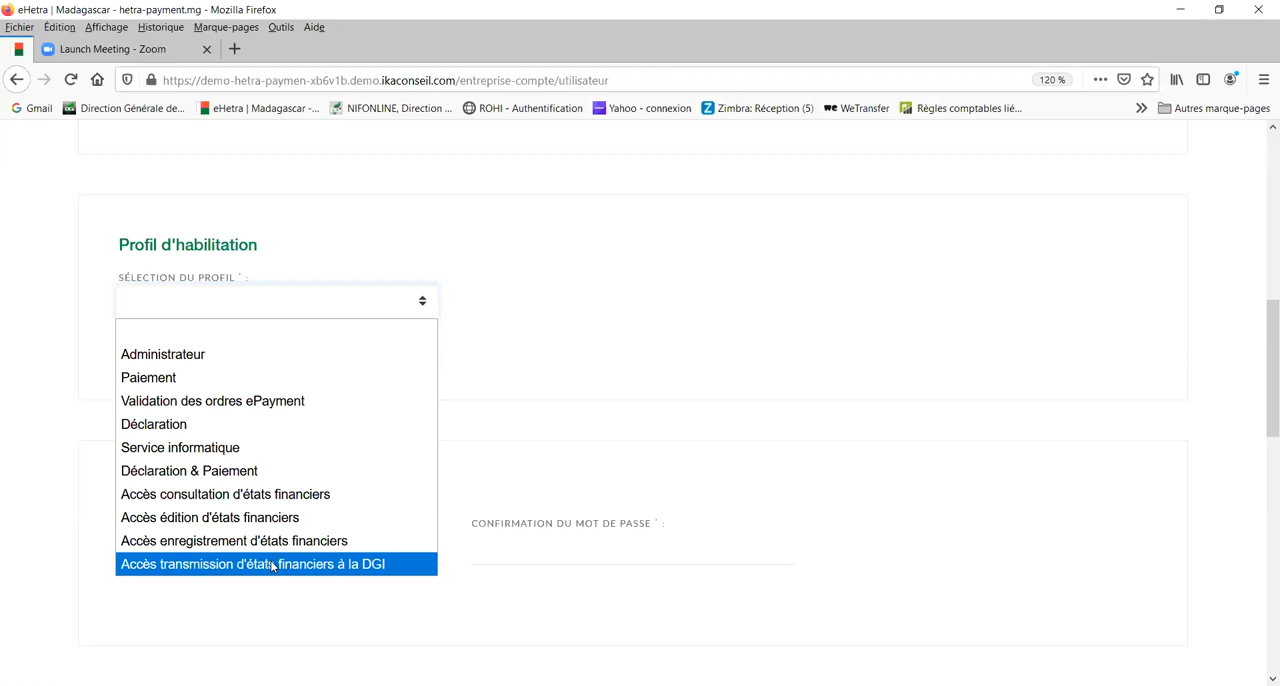 eHetra | Madagascar - hetra-payment.mg - Mozilla Firefox
Fichier Édition Affichage Historique Marque-pages Outils Aide
Launch Meeting - Zoom
https://demo-hetra-paymen-xb6v1b.demo.ikaconseil.com/entreprise-compte/utilisateur
120 %
Gmail Direction Générale de... eHetra | Madagascar -... NIFONLINE, Direction ... ROHI - Authentification Yahoo - connexion Zimbra: Réception (5) WeTransfer Règles comptables lié... Autres marque-pages
Profil d'habilitation
SÉLECTION DU PROFIL * :
Administrateur
Paiement
Validation des ordres ePayment
Déclaration
Service informatique
Déclaration & Paiement
Accès consultation d'états financiers
Accès édition d'états financiers
Accès enregistrement d'états financiers
Accès transmission d'états financiers à la DGI
CONFIRMATION DU MOT DE PASSE * :